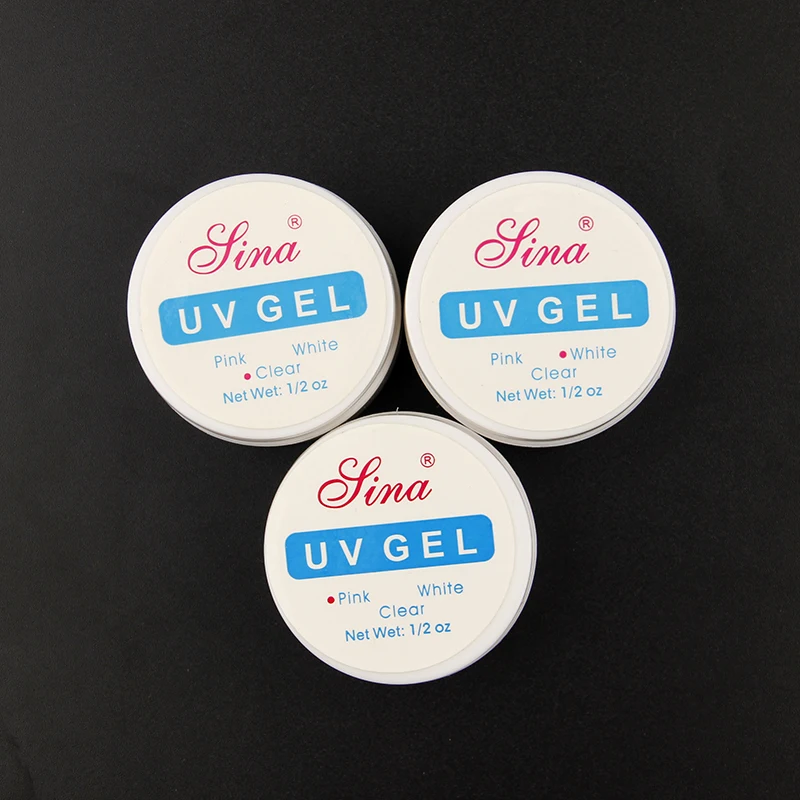 Sina ®
UV GEL
Pink White
• Clear
Net Wet: 1/2 oz
Sina ®
UV GEL
Pink • White
Clear
Net Wet: 1/2 oz
Sina ®
UV GEL
• Pink White
Clear
Net Wet: 1/2 oz